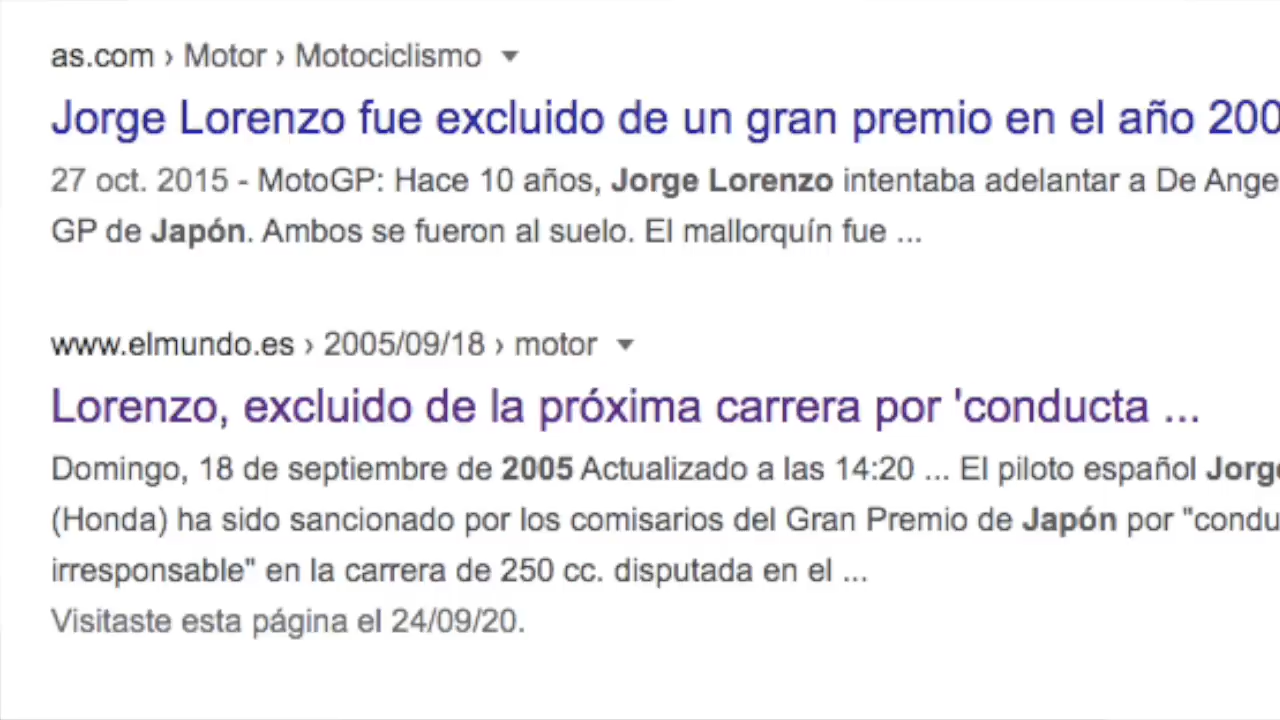 as.com › Motor › Motociclismo
Jorge Lorenzo fue excluido de un gran premio en el año 200
27 oct. 2015 - MotoGP: Hace 10 años, Jorge Lorenzo intentaba adelantar a De Ange
GP de Japón. Ambos se fueron al suelo. El mallorquín fue ...
www.elmundo.es › 2005/09/18 › motor
Lorenzo, excluido de la próxima carrera por 'conducta ...
Domingo, 18 de septiembre de 2005 Actualizado a las 14:20 ... El piloto español Jorge
(Honda) ha sido sancionado por los comisarios del Gran Premio de Japón por "condu
irresponsable" en la carrera de 250 cc. disputada en el ...
Visitaste esta página el 24/09/20.